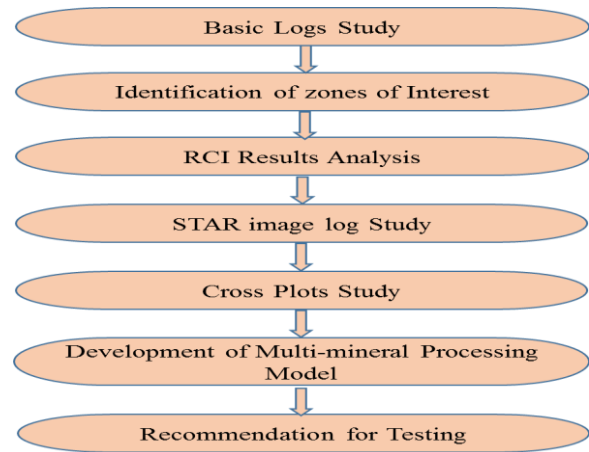 Basic Logs Study
Identification of zones of Interest
RCI Results Analysis
STAR image log Study
Cross Plots Study
Development of Multi-mineral Processing
Model
Recommendation for Testing